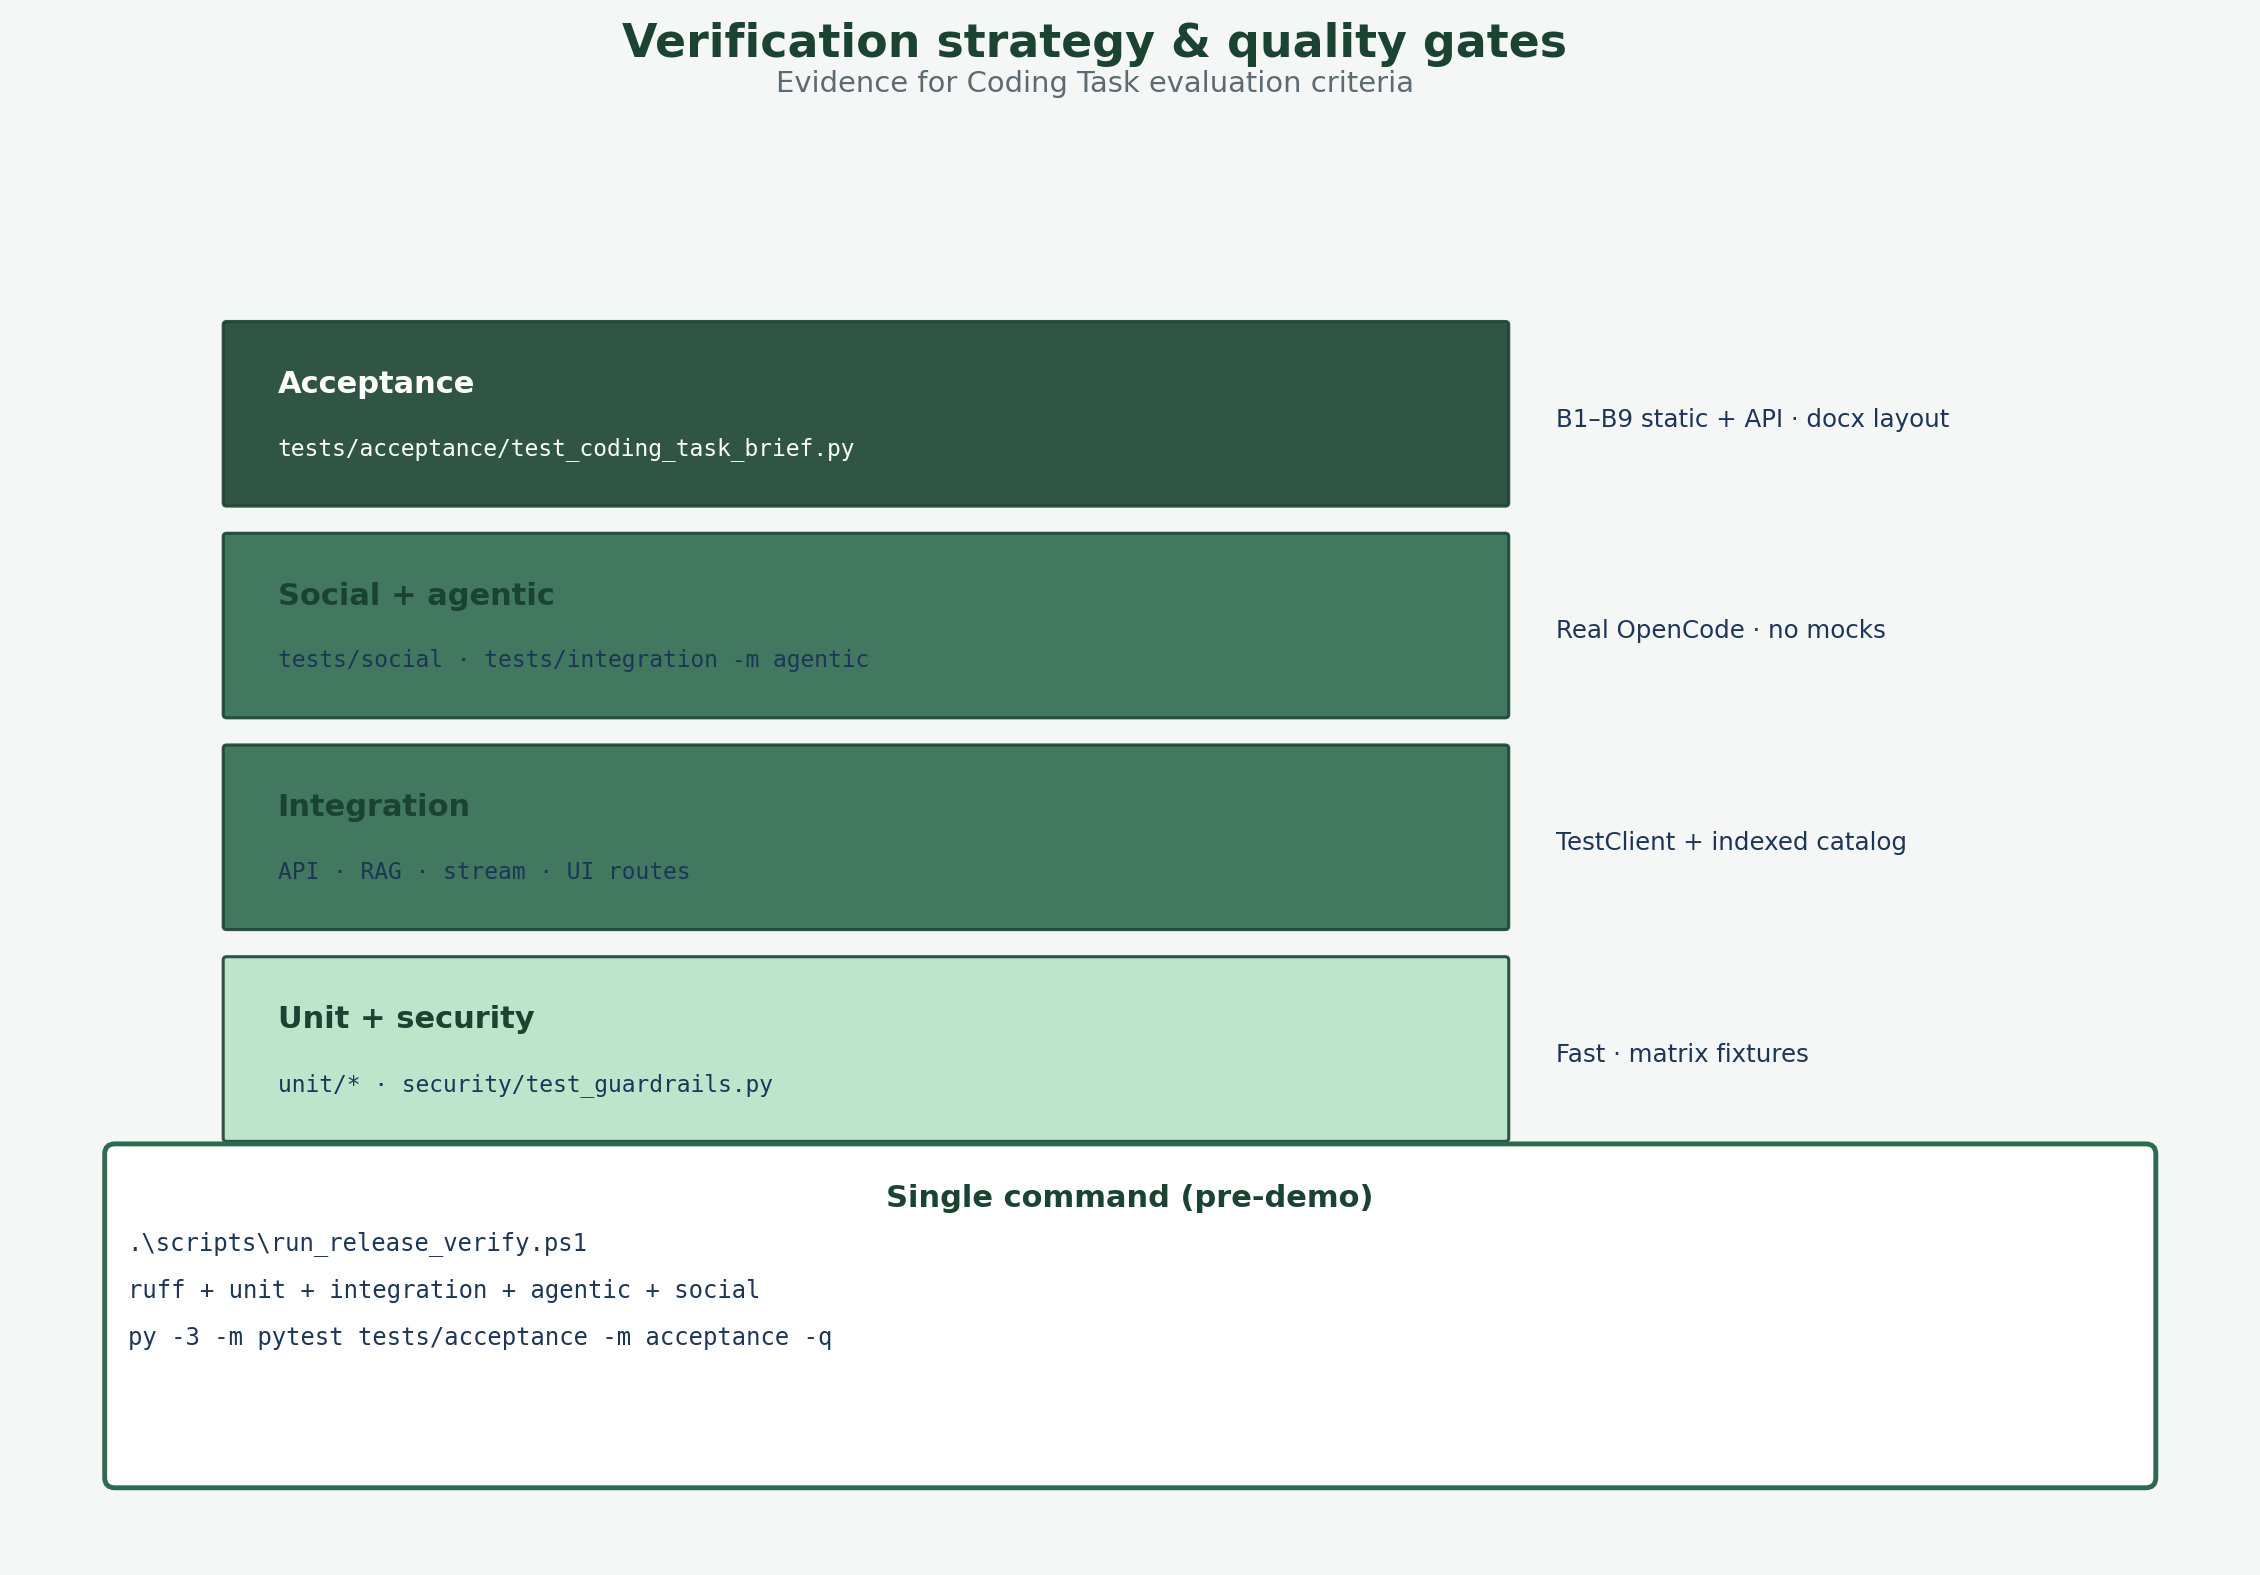 Verification strategy & quality gates
Evidence for Coding Task evaluation criteria
Acceptance
tests/acceptance/test_coding_task_brief.py
B1–B9 static + API · docx layout
Social + agentic
tests/social · tests/integration -m agentic
Real OpenCode · no mocks
Integration
API · RAG · stream · UI routes
TestClient + indexed catalog
Unit + security
unit/* · security/test_guardrails.py
Fast · matrix fixtures
Single command (pre-demo)
.\scripts\run_release_verify.ps1
ruff + unit + integration + agentic + social
py -3 -m pytest tests/acceptance -m acceptance -q